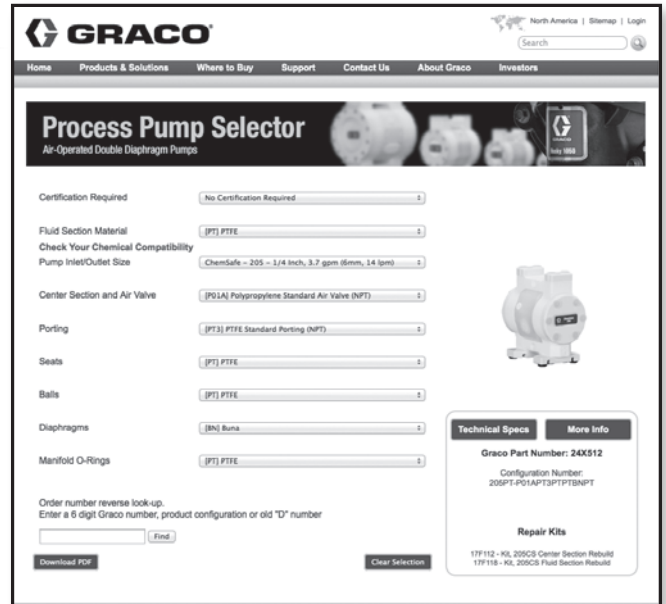 GRACO
North America | Sitemap | Login
Search
Home Products & Solutions Where to Buy Support Contact Us About Graco Investors
Process Pump Selector
Air-Operated Double Diaphragm Pumps
Certification Required No Certification Required
Fluid Section Material [PT] PTFE
Check Your Chemical Compatibility
Pump Inlet/Outlet Size ChemSafe – 205 – 1/4 Inch, 3.7 gpm (6mm, 14 lpm)
Center Section and Air Valve [P01A] Polypropylene Standard Air Valve (NPT)
Porting [PT3] PTFE Standard Porting (NPT)
Seats [PT] PTFE
Balls [PT] PTFE
Diaphragms [BN] Buna
Manifold O-Rings [PT] PTFE
Technical Specs More Info
Graco Part Number: 24X512
Configuration Number:
205PT-P01APT3PTPTBNPT
Repair Kits
17F112 - Kit, 205CS Center Section Rebuild
17F118 - Kit, 205CS Fluid Section Rebuild
Order number reverse look-up.
Enter a 6 digit Graco number, product configuration or old "D" number
Find
Download PDF Clear Selection